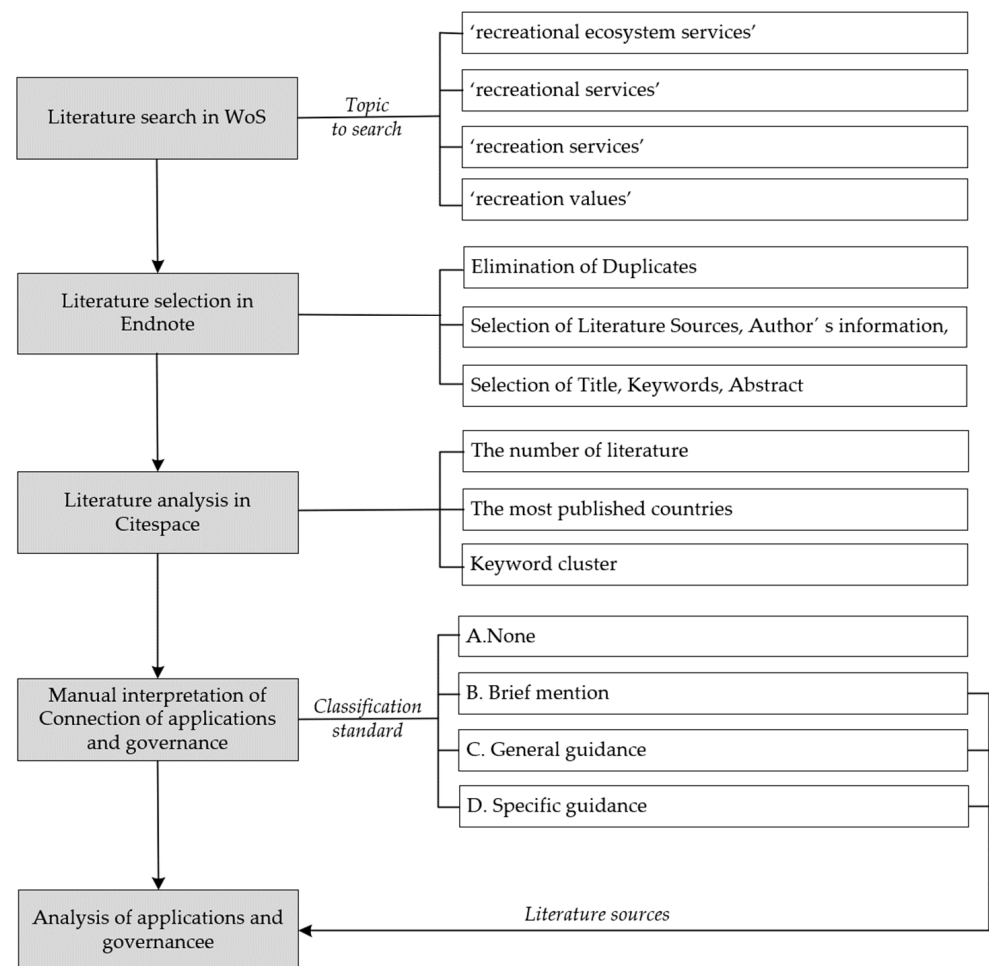 Literature search in WoS
Topic
to search
‘recreational ecosystem services’
‘recreational services’
‘recreation services’
‘recreation values’
Literature selection in
Endnote
Elimination of Duplicates
Selection of Literature Sources, Author´ s information,
Selection of Title, Keywords, Abstract
Literature analysis in
Citespace
The number of literature
The most published countries
Keyword cluster
Manual interpretation of
Connection of applications
and governance
Classification
standard
A.None
B. Brief mention
C. General guidance
D. Specific guidance
Analysis of applications and
governancee
Literature sources